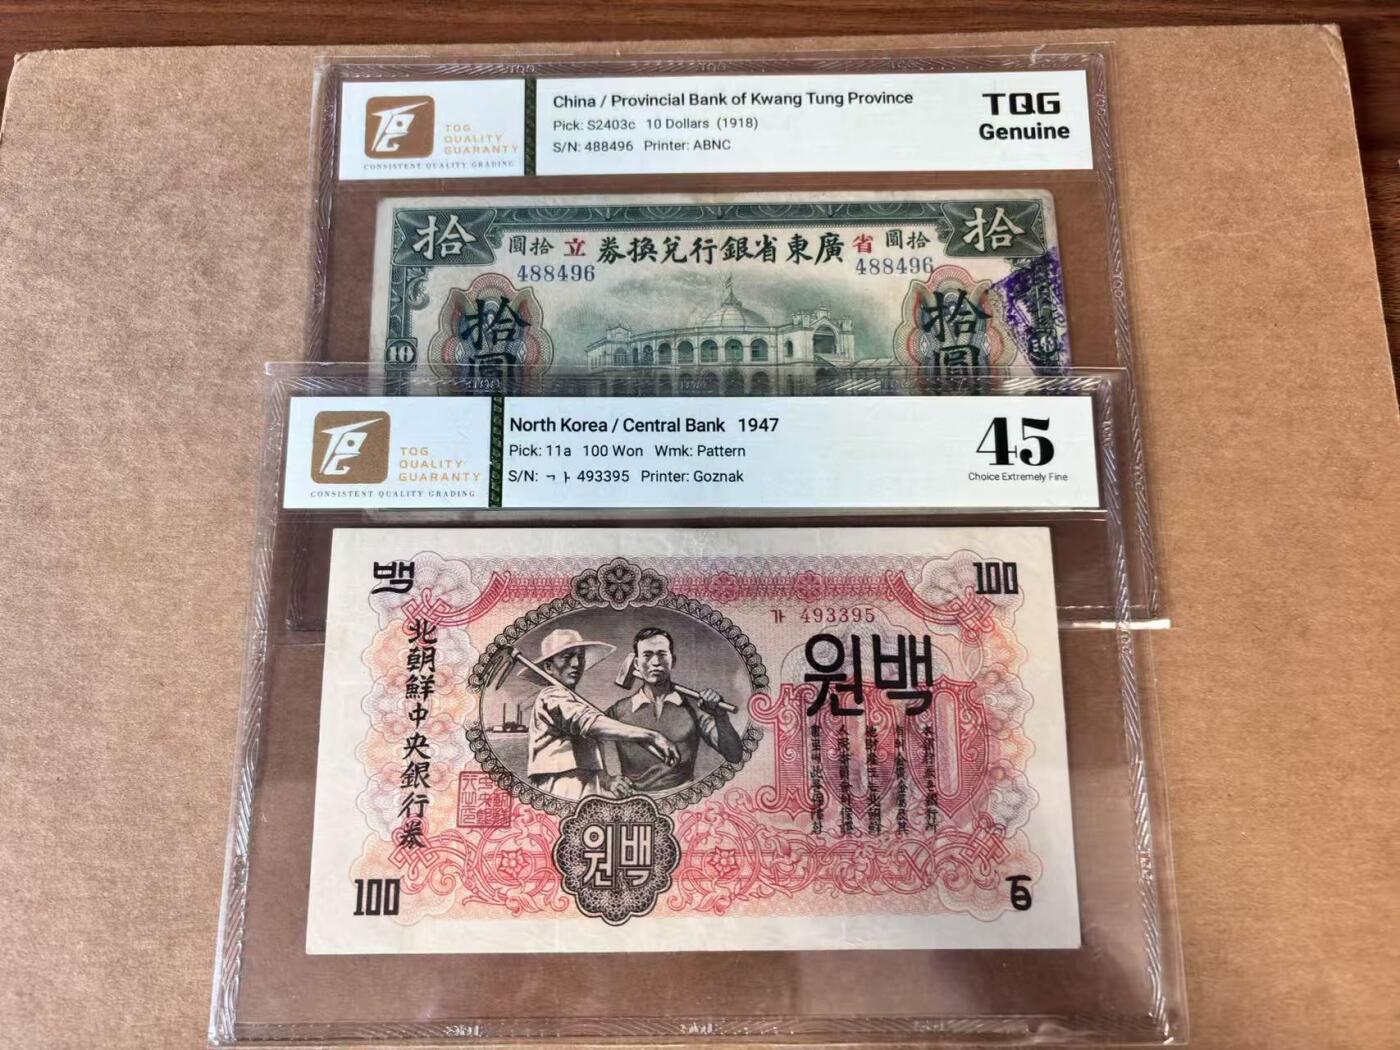 TQG
QUALITY
GUARANTY
CONSISTENT QUALITY GRADING
China / Provincial Bank of Kwang Tung Province
Pick: S2403c 10 Dollars (1918)
S/N: 488496 Printer: ABNC
TQG
Genuine
拾
圓拾 立 券換兌行銀省東廣 省 圓拾
拾
488496
488496
拾圓
拾圓
10
TQG
QUALITY
GUARANTY
CONSISTENT QUALITY GRADING
North Korea / Central Bank 1947
Pick: 11a 100 Won Wmk: Pattern
S/N: ㄱㅏ 493395 Printer: Goznak
45
Choice Extremely Fine
백
100
가 493395
원백
100
北朝鮮中央銀行券
원백
100
百